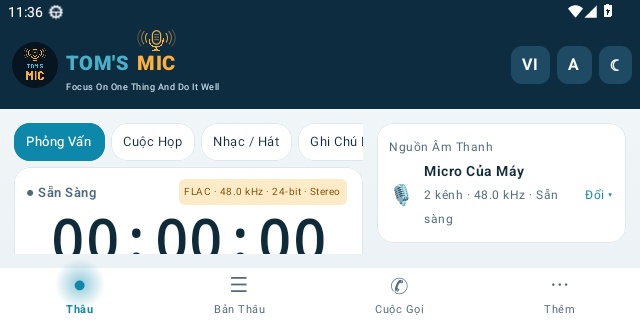 11:36
TOM'S MIC
TOM'S MIC
Focus On One Thing And Do It Well
VI
A
Phỏng Vấn
Cuộc Họp
Nhạc / Hát
Ghi Chú
Sẵn Sàng
FLAC · 48.0 kHz · 24-bit · Stereo
00:00:00
Nguồn Âm Thanh
Micro Của Máy
2 kênh · 48.0 kHz · Sẵn
sàng
Đổi
Thâu
Bản Thâu
Cuộc Gọi
Thêm